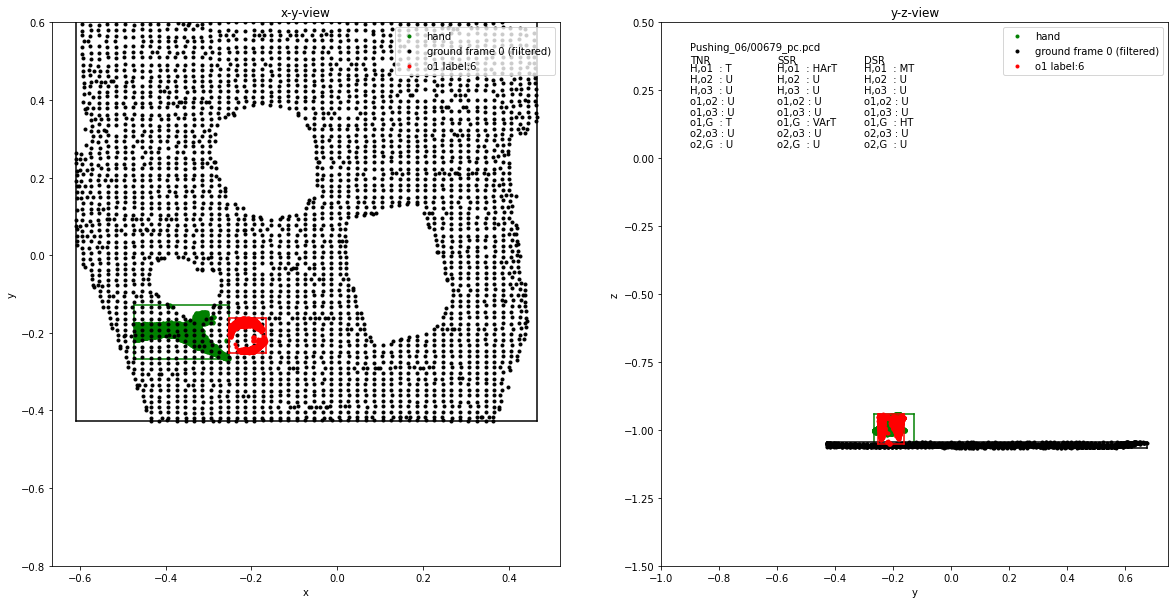 x-y-view
hand
ground frame 0 (filtered)
o1 label:6
0.6
0.4
0.2
0.0
−0.2
−0.4
−0.6
−0.8
y
−0.6 −0.4 −0.2 0.0 0.2 0.4
x
y-z-view
hand
ground frame 0 (filtered)
o1 label:6
Pushing_06/00679_pc.pcd
TNR SSR DSR
H,o1 : T H,o1 : HArT H,o1 : MT
H,o2 : U H,o2 : U H,o2 : U
H,o3 : U H,o3 : U H,o3 : U
o1,o2 : U o1,o2 : U o1,o2 : U
o1,o3 : U o1,o3 : U o1,o3 : U
o1,G : T o1,G : VArT o1,G : HT
o2,o3 : U o2,o3 : U o2,o3 : U
o2,G : U o2,G : U o2,G : U
0.50
0.25
0.00
−0.25
−0.50
−0.75
−1.00
−1.25
−1.50
z
−1.0 −0.8 −0.6 −0.4 −0.2 0.0 0.2 0.4 0.6
y